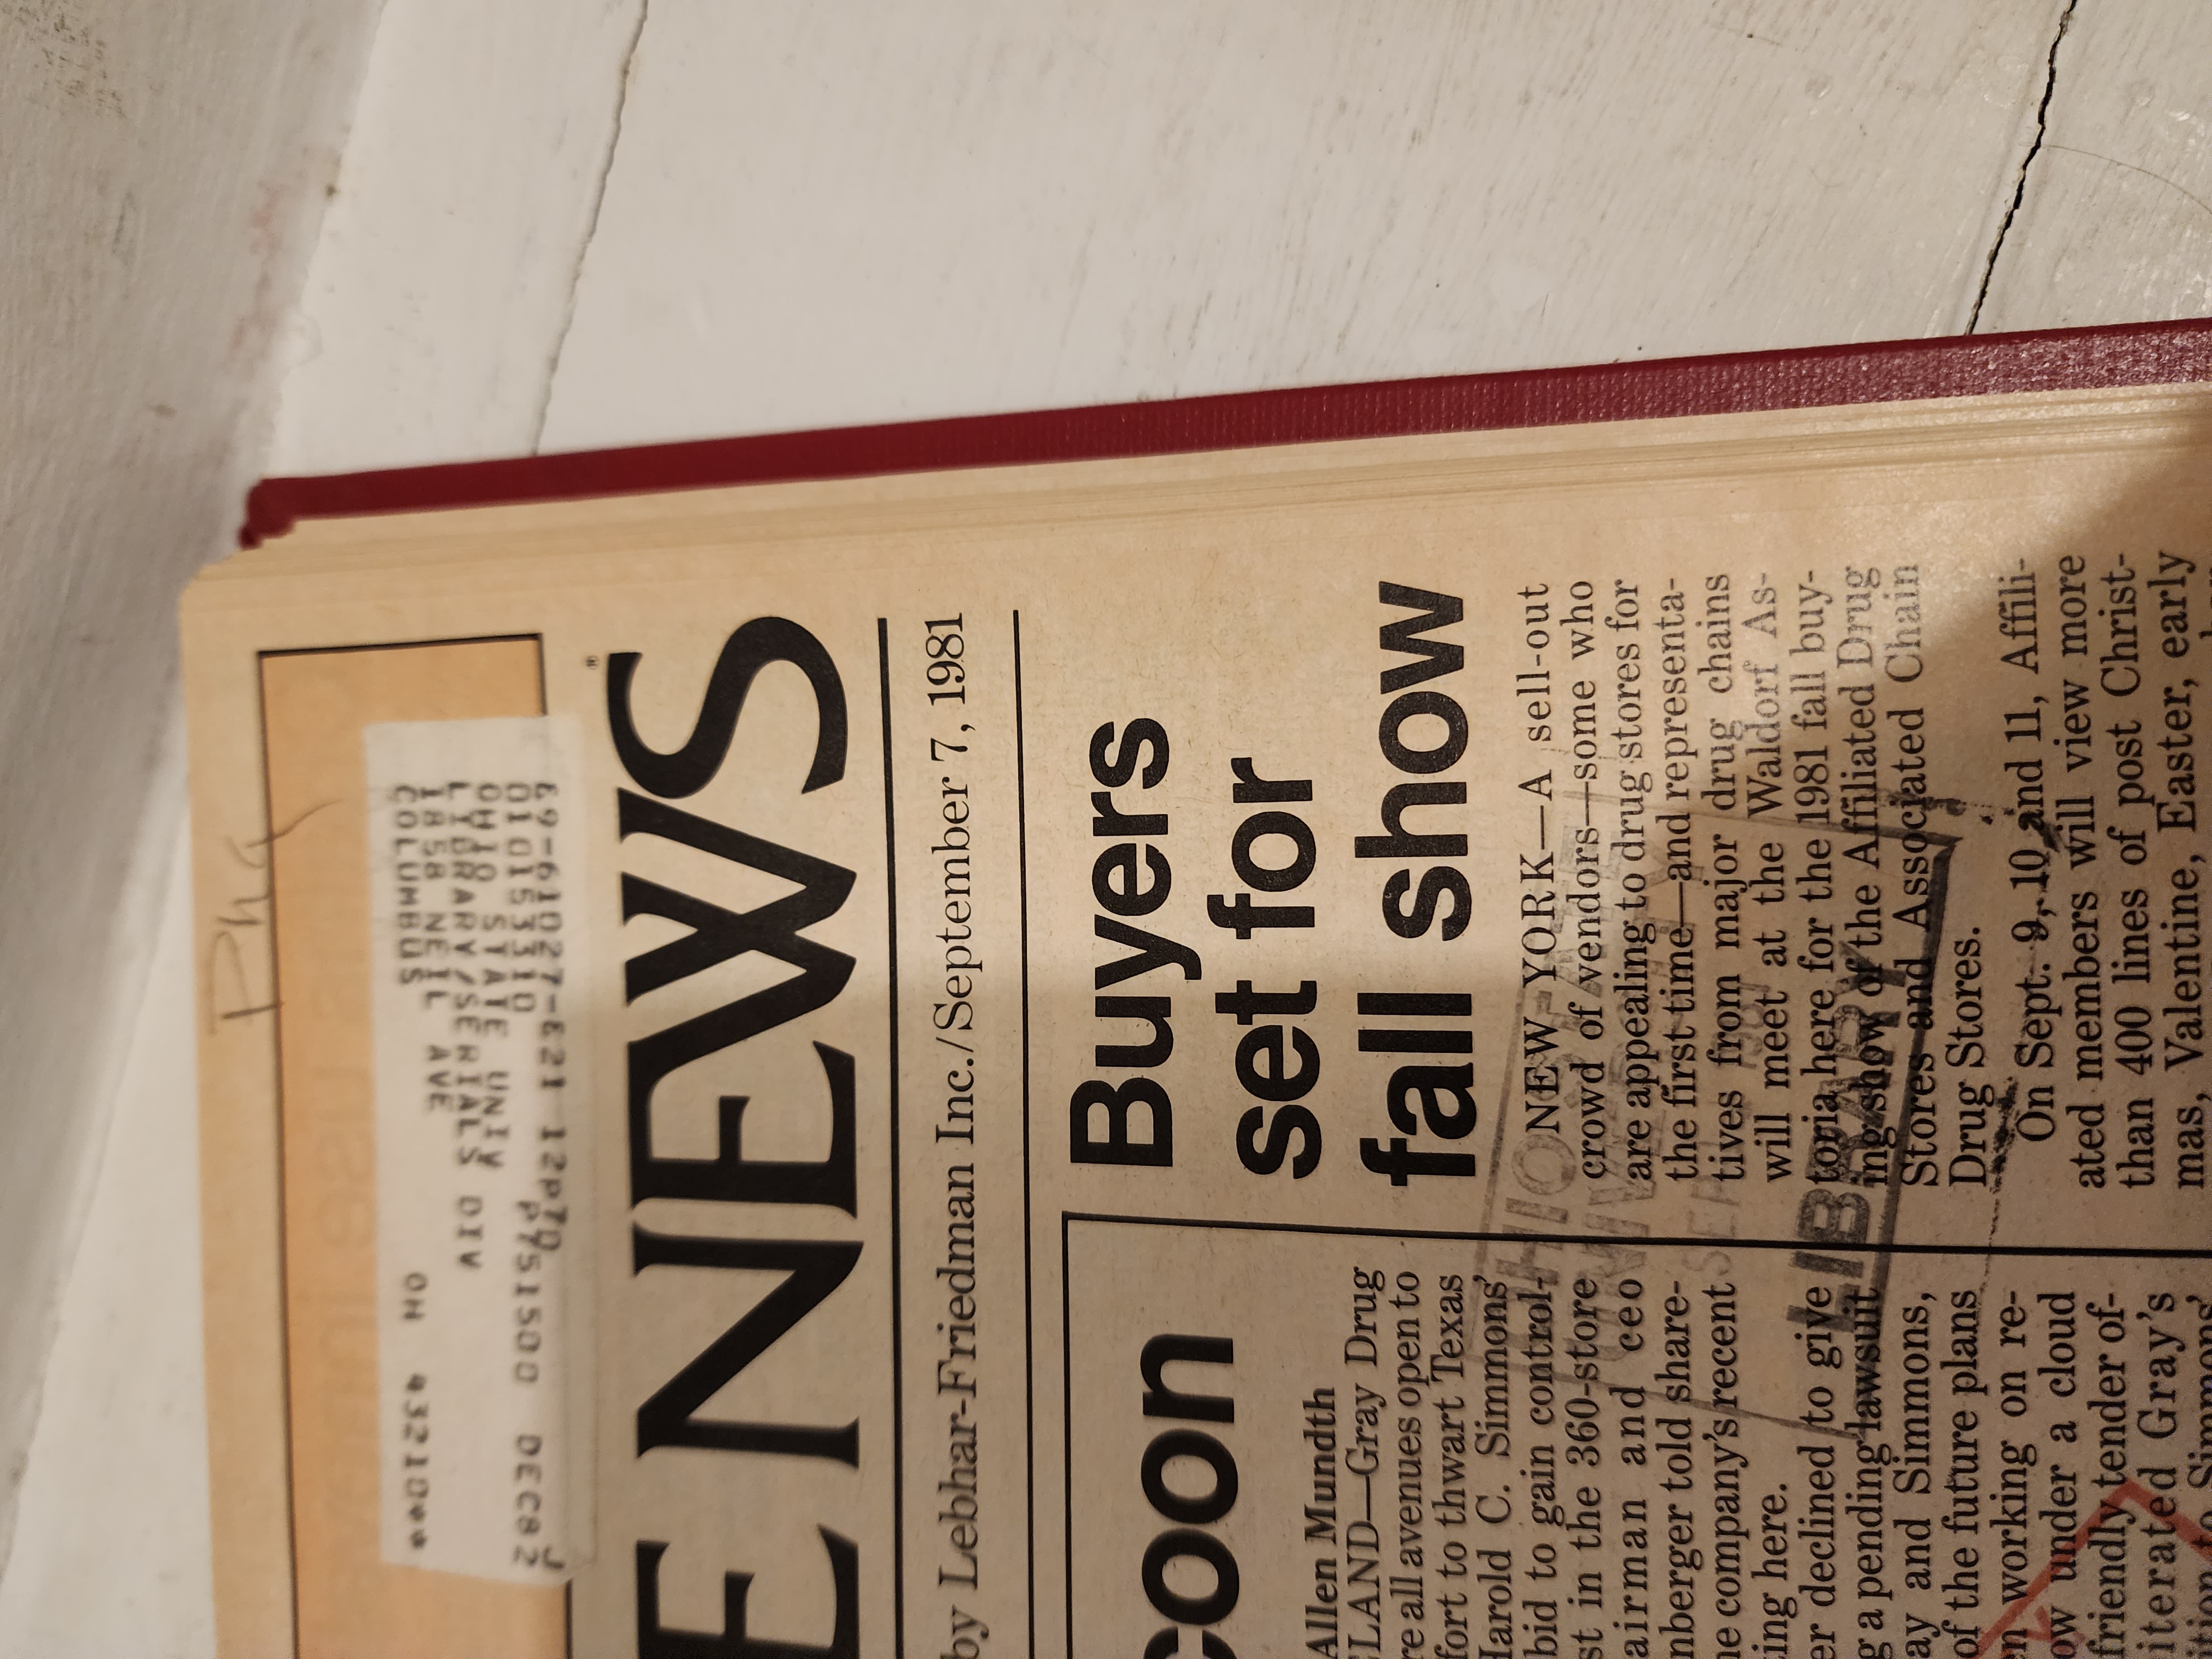 Pha
69-61027-E21 12P70
010153310 P751500 DEC82 J
OHIO STATE UNIV
LIBRARY/SERIALS DIV
1858 NEIL AVE
COLUMBUS OH 43210**
E NEWS®
by Lebhar-Friedman Inc./September 7, 1981
Buyers
set for
fall show
NEW YORK—A sell-out
crowd of vendors—some who
are appealing to drug stores for
the first time—and representa-
tives from major drug chains
will meet at the Waldorf As-
toria here for the 1981 fall buy-
ing show of the Affiliated Drug
Stores and Associated Chain
Drug Stores.
On Sept. 9, 10 and 11, Affili-
ated members will view more
than 400 lines of post Christ-
mas, Valentine, Easter, early
LIBRARY
coon
Allen Mundth
ELAND—Gray Drug
re all avenues open to
fort to thwart Texas
Harold C. Simmons'
bid to gain control-
st in the 360-store
airman and ceo
nberger told share-
he company's recent
ing here.
er declined to give
g a pending lawsuit
ay and Simmons,
of the future plans
en working on re-
ow under a cloud
friendly tender of-
iterated Gray's